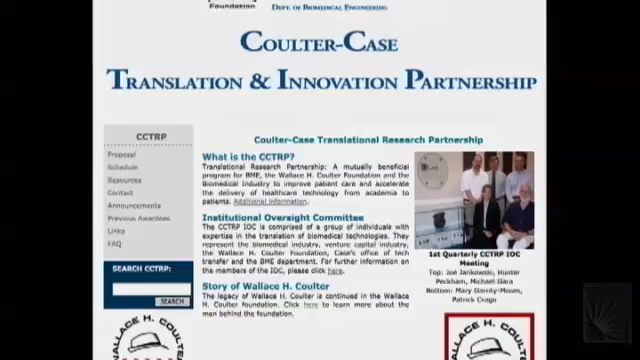 Foundation
DEPT. OF BIOMEDICAL ENGINEERING
COULTER-CASE
TRANSLATION & INNOVATION PARTNERSHIP
CCTRP
Proposal
Schedule
Resources
Contact
Announcements
Previous Awardees
Links
FAQ
SEARCH CCTRP:
SEARCH
Coulter-Case Translational Research Partnership
What is the CCTRP?
Translational Research Partnership: A mutually beneficial
program for BME, the Wallace H. Coulter Foundation and the
Biomedical Industry to improve patient care and accelerate
the delivery of healthcare technology from academia to
patients. Additional Information.
Institutional Oversight Committee
The CCTRP IOC is comprised of a group of individuals with
expertise in the translation of biomedical technologies. They
represent the biomedical industry, venture capital industry,
the Wallace H. Coulter Foundation, Case's office of tech
transfer and the BME department. For further information on
the members of the IOC, please click here.
Story of Wallace H. Coulter
The legacy of Wallace H. Coulter is continued in the Wallace
H. Coulter foundation. Click here to learn more about the
man behind the foundation.
1st Quarterly CCTRP IOC
Meeting
Top: Joe Jankowski, Hunter
Peckham, Michael Glara
Bottom: Mary Garrity-Moses,
Patrick Crago
WALLACE H. COULTER
WALLACE H. COULTER